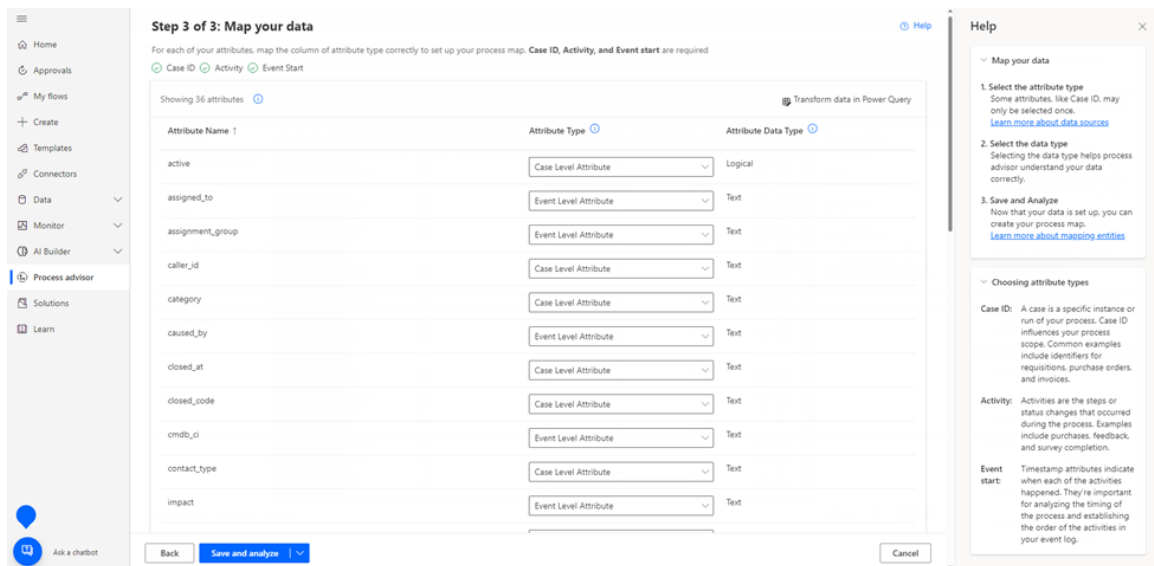 Home
Approvals
My flows
Create
Templates
Connectors
Data
Monitor
AI Builder
Process advisor
Solutions
Learn
Ask a chatbot
Step 3 of 3: Map your data
Help
For each of your attributes, map the column of attribute type correctly to set up your process map. Case ID, Activity, and Event start are required
Case ID Activity Event Start
Showing 36 attributes
Transform data in Power Query
Attribute Name ↑ Attribute Type Attribute Data Type
active Case Level Attribute Logical
assigned_to Event Level Attribute Text
assignment_group Event Level Attribute Text
caller_id Case Level Attribute Text
category Case Level Attribute Text
caused_by Event Level Attribute Text
closed_at Case Level Attribute Text
closed_code Case Level Attribute Text
cmdb_ci Event Level Attribute Text
contact_type Case Level Attribute Text
impact Event Level Attribute Text
Back Save and analyze Cancel
Help
Map your data
1. Select the attribute type
Some attributes, like Case ID, may
only be selected once.
Learn more about data sources
2. Select the data type
Selecting the data type helps process
advisor understand your data
correctly.
3. Save and Analyze
Now that your data is set up, you can
create your process map.
Learn more about mapping entities
Choosing attribute types
Case ID: A case is a specific instance or
run of your process. Case ID
influences your process
scope. Common examples
include identifiers for
requisitions, purchase orders,
and invoices.
Activity: Activities are the steps or
status changes that occurred
during the process. Examples
include purchases, feedback,
and survey completion.
Event Timestamp attributes indicate
start: when each of the activities
happened. They're important
for analyzing the timing of
the process and establishing
the order of the activities in
your event log.